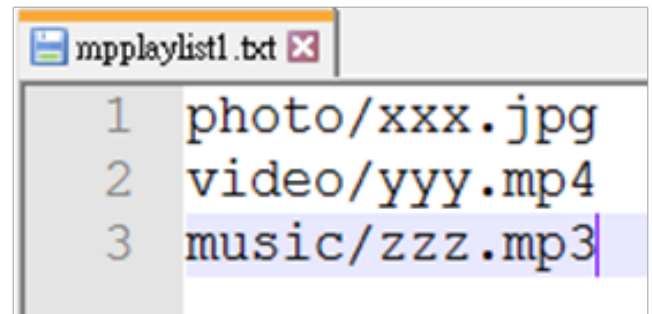 mpplaylist1.txt
1 photo/xxx.jpg
2 video/yyy.mp4
3 music/zzz.mp3